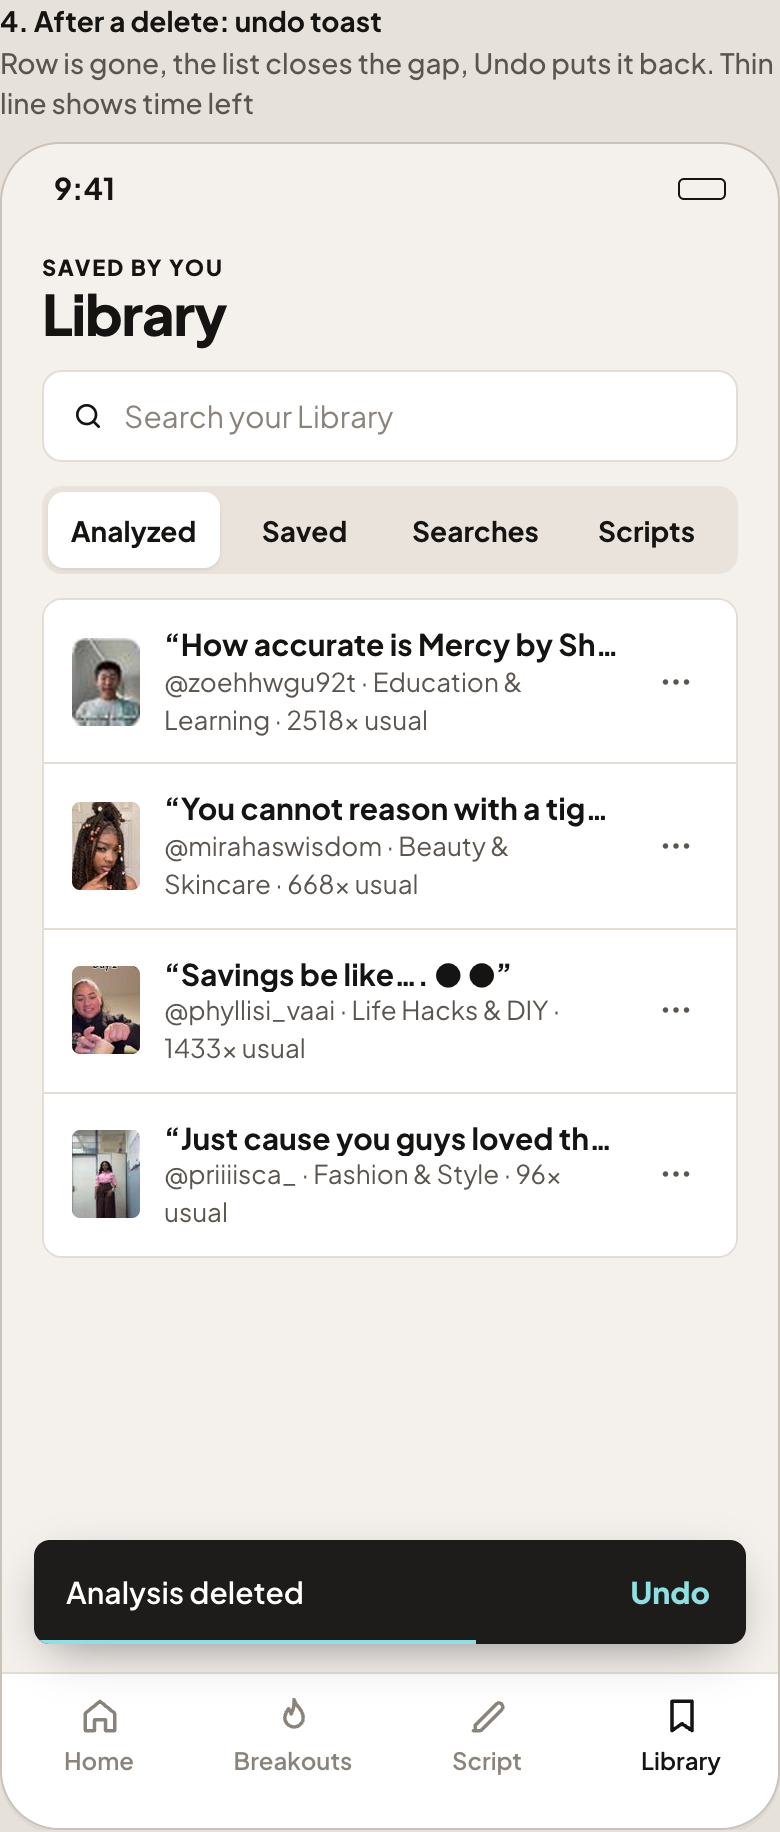 4. After a delete: undo toast
Row is gone, the list closes the gap, Undo puts it back. Thin
line shows time left
9:41
SAVED BY YOU
Library
Search your Library
Analyzed Saved Searches Scripts
“How accurate is Mercy by Sh…
@zoehhwgu92t · Education &
Learning · 2518× usual
“You cannot reason with a tig…
@mirahaswisdom · Beauty &
Skincare · 668× usual
“Savings be like…. ● ●”
@phyllisi_vaai · Life Hacks & DIY ·
1433× usual
“Just cause you guys loved th…
@priiiisca_ · Fashion & Style · 96×
usual
Analysis deleted Undo
Home Breakouts Script Library